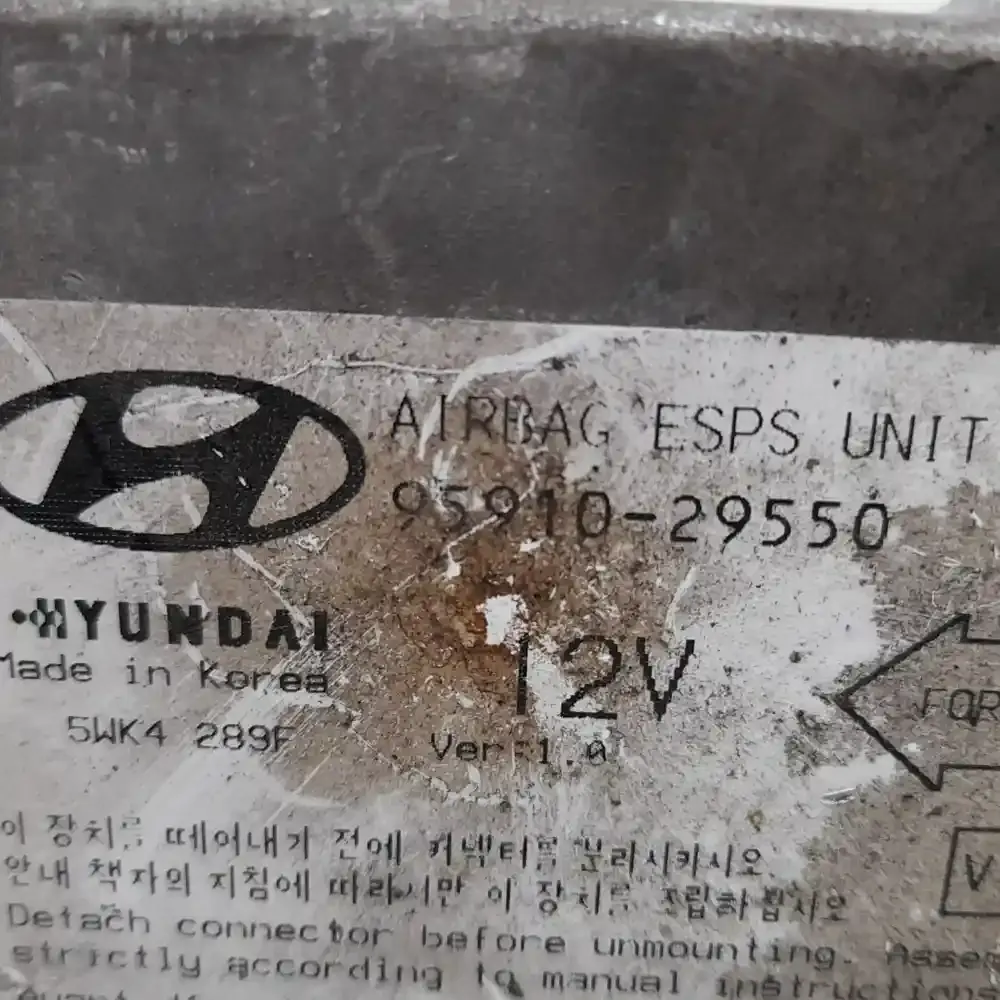 AIRBAG ESPS UNIT
95910-29550
HYUNDAI
Made in Korea
12V
FOR
5WK4 289F
Ver:1.0
이 장치를 떼어내기 전에 커넥터를 분리시키시오
안내 책자의 지침에 따라서만 이 장치를 조립하십시오
V
Detach connector before unmounting. Assem
strictly according to manual instructions